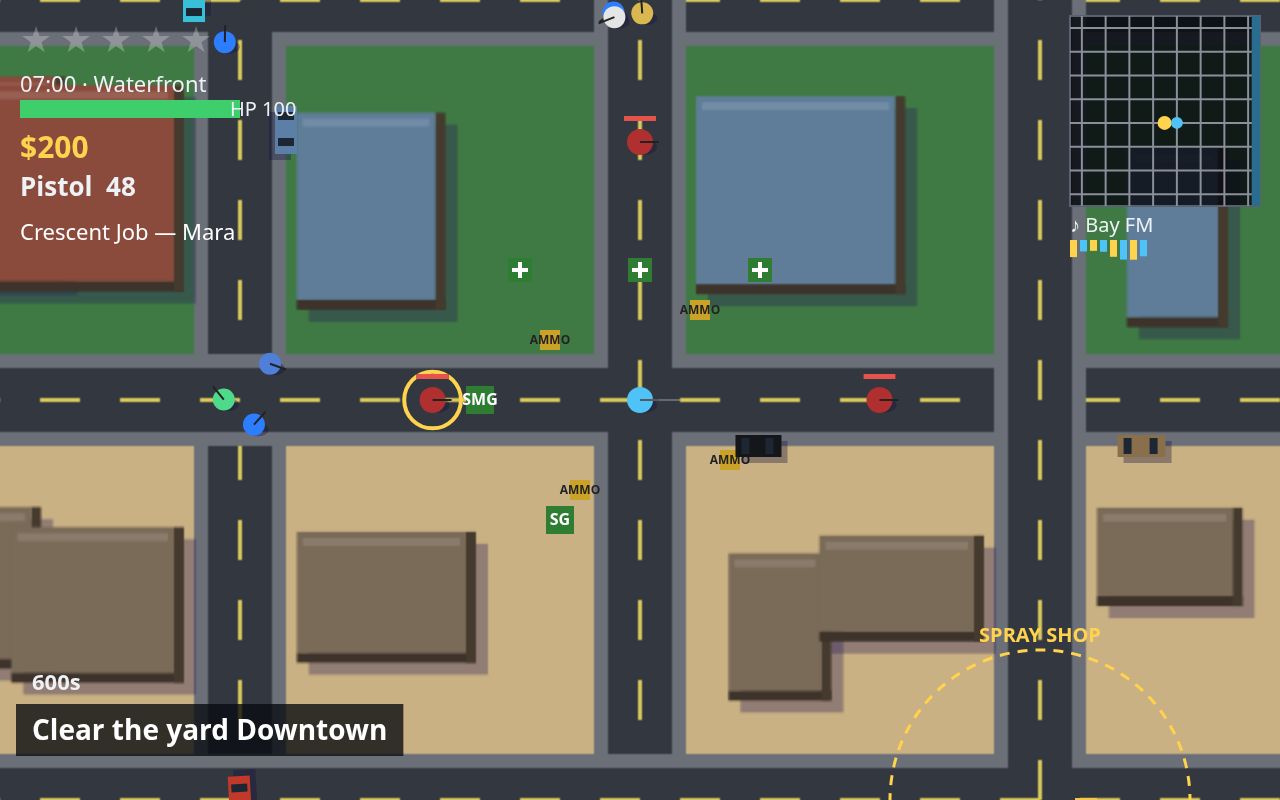 07:00 · Waterfront
HP 100
$200
Pistol 48
Crescent Job — Mara
♪ Bay FM
AMMO
AMMO
SMG
AMMO
AMMO
SG
SPRAY SHOP
600s
Clear the yard Downtown